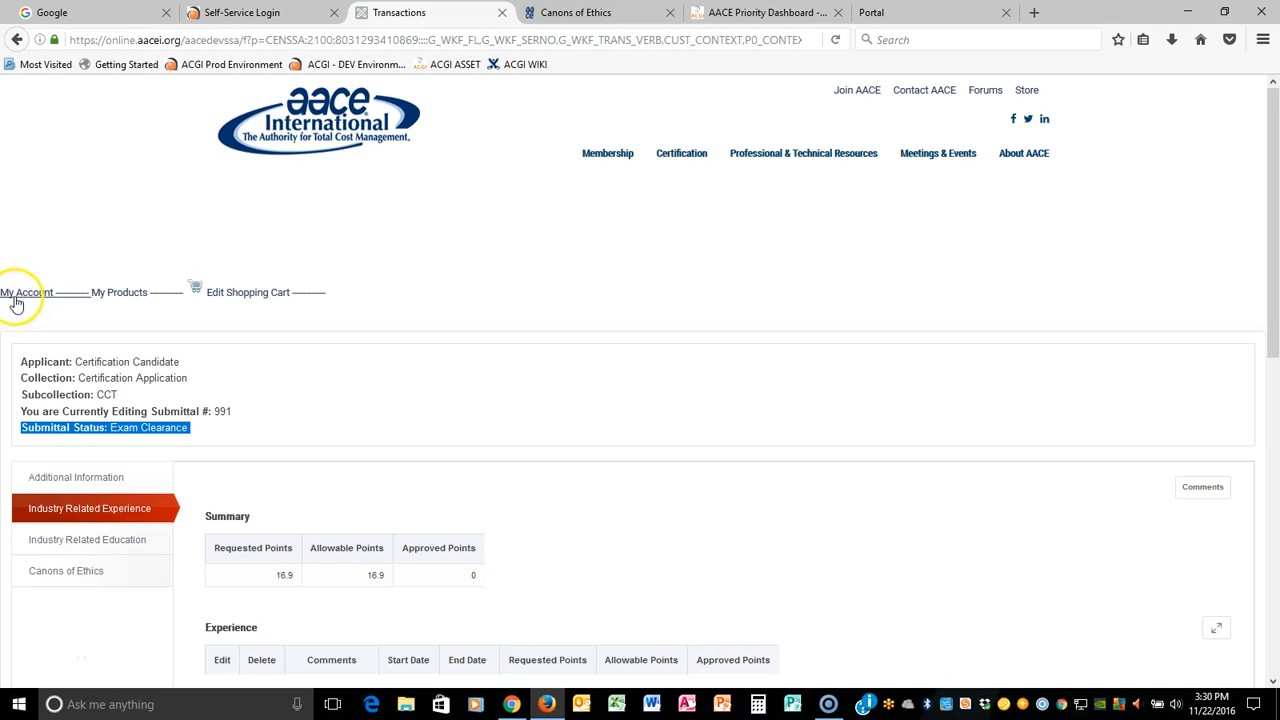 Google
Self-Service Login
Transactions
Canons of Ethics
AACE Priority Dashboard -...
Portal
https://online.aacei.org/aacedevssa/f?p=CENSSA:2100:8031293410869::::G_WKF_FL,G_WKF_SERNO,G_WKF_TRANS_VERB,CUST_CONTEXT,P0_CONTEX
Search
Most Visited
Getting Started
ACGI Prod Environment
ACGI - DEV Environm...
ACGI ASSET
ACGI WIKI
aace
International
The Authority for Total Cost Management.
Join AACE
Contact AACE
Forums
Store
Membership
Certification
Professional & Technical Resources
Meetings & Events
About AACE
My Account ----------- My Products ----------- Edit Shopping Cart -----------
Applicant: Certification Candidate
Collection: Certification Application
Subcollection: CCT
You are Currently Editing Submittal #: 991
Submittal Status: Exam Clearance
Additional Information
Industry Related Experience
Industry Related Education
Canons of Ethics
Comments
Summary
Requested Points Allowable Points Approved Points
16.9 16.9 0
Experience
Edit Delete Comments Start Date End Date Requested Points Allowable Points Approved Points
Ask me anything
3:30 PM
11/22/2016